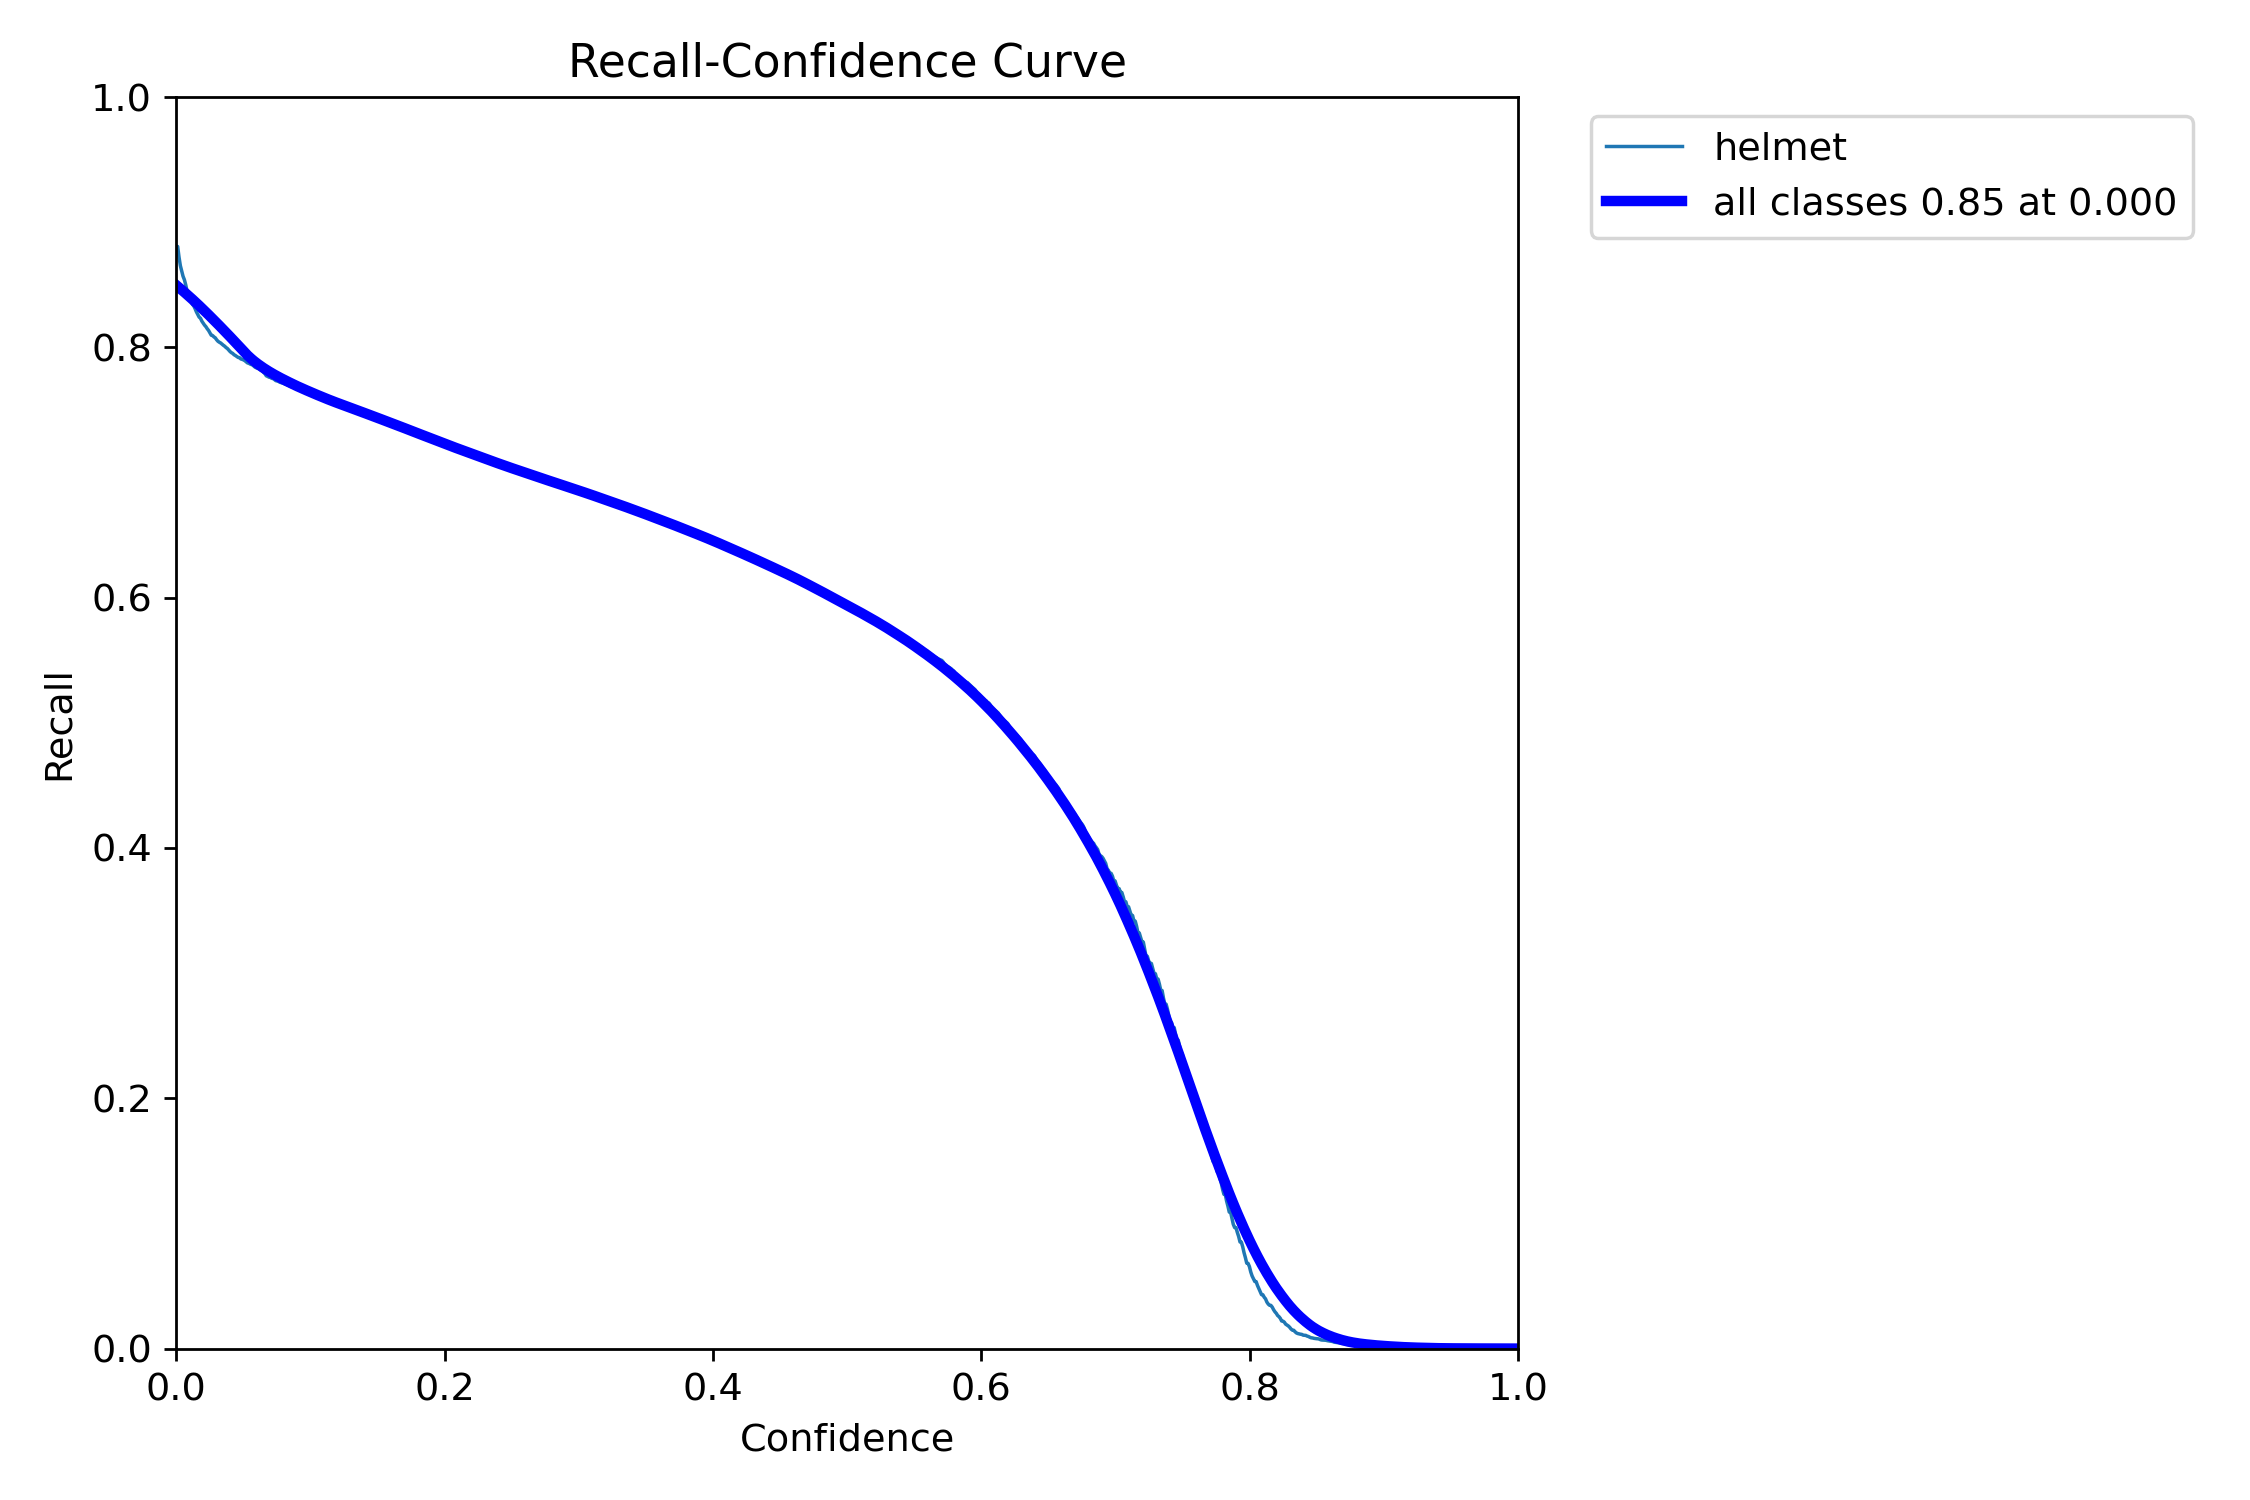 Recall-Confidence Curve
1.0
0.8
0.6
0.4
0.2
0.0
Recall
0.0 0.2 0.4 0.6 0.8 1.0
Confidence
helmet
all classes 0.85 at 0.000